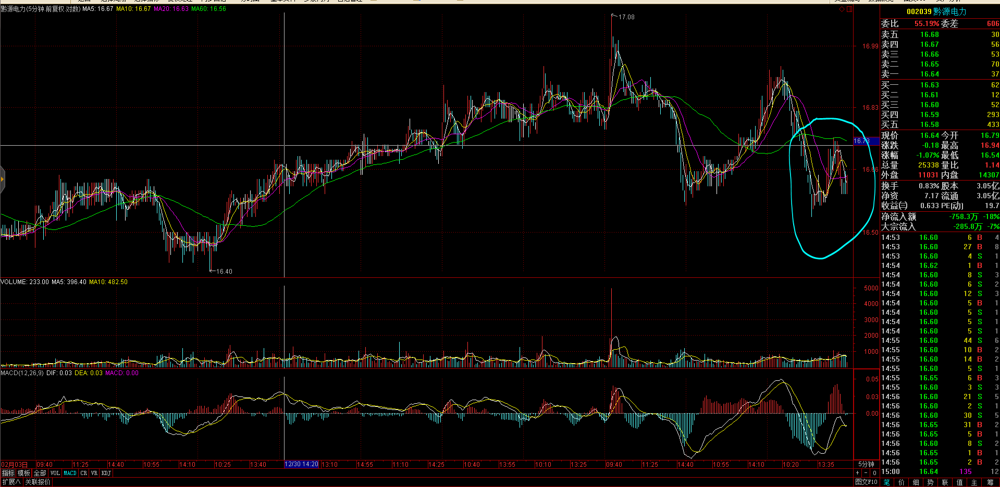 黔源电力(5分钟.前复权.对数) MA5: 16.67 MA10: 16.67 MA20: 16.63 MA60: 16.56
17.08
16.40
16.99
16.83
16.73
16.66
16.50
VOLUME: 233.00 MA5: 396.40 MA10: 482.50
5000
4000
3000
2000
1000
MACD(12,26,9) DIF: 0.03 DEA: 0.03 MACD: 0.00
0.05
0.03
0.00
02月03日 09:40 11:25 14:40 10:55 14:10 10:25 13:40 12/30 14:20 13:10 14:55 11:10 14:25 10:40 13:55 10:10 13:25 09:40 11:25 14:40 10:55 14:10 10:20 13:35 5分钟
指标 模板 全部 VOL MACD CR VR KDJ + - 0
扩展∧ 关联报价 图文F10
002039 黔源电力
委比 55.19% 委差 606
卖五 16.68 30
卖四 16.67 56
卖三 16.66 53
卖二 16.65 70
卖一 16.64 37
买一 16.63 62
买二 16.61 12
买三 16.60 52
买四 16.59 293
买五 16.58 433
现价 16.64 今开 16.79
涨跌 -0.18 最高 16.94
涨幅 -1.07% 最低 16.54
总量 25338 量比 1.14
外盘 11031 内盘 14307
换手 0.83% 股本 3.05亿
净资 7.17 流通 3.05亿
收益㈢ 0.633 PE(动) 19.7
净流入额 -758.3万 -18%
大宗流入 -285.8万 -7%
14:53 16.60 6 B 4
14:53 16.60 27 B 8
14:53 16.60 4 S 1
14:54 16.62 1 B 1
14:54 16.60 8 S 3
14:54 16.60 6 S 2
14:54 16.60 12 S 3
14:54 16.60 5 B 1
14:54 16.60 5 S 1
14:54 16.60 5 S 1
14:54 16.60 5 S 1
14:55 16.60 44 S 6
14:55 16.60 10 B 2
14:55 16.60 14 B 2
14:55 16.60 5 S 1
14:55 16.65 6 B 3
14:55 16.60 3 S 3
14:56 16.60 21 S 5
14:56 16.60 2 S 1
14:56 16.60 30 S 5
14:56 16.65 31 B 2
14:56 16.65 5 B 1
14:56 16.60 8 S 2
14:56 16.65 1 B 1
14:56 16.65 2 B 2
15:00 16.64 135 12
笔 价 细 势 联 值 主 筹